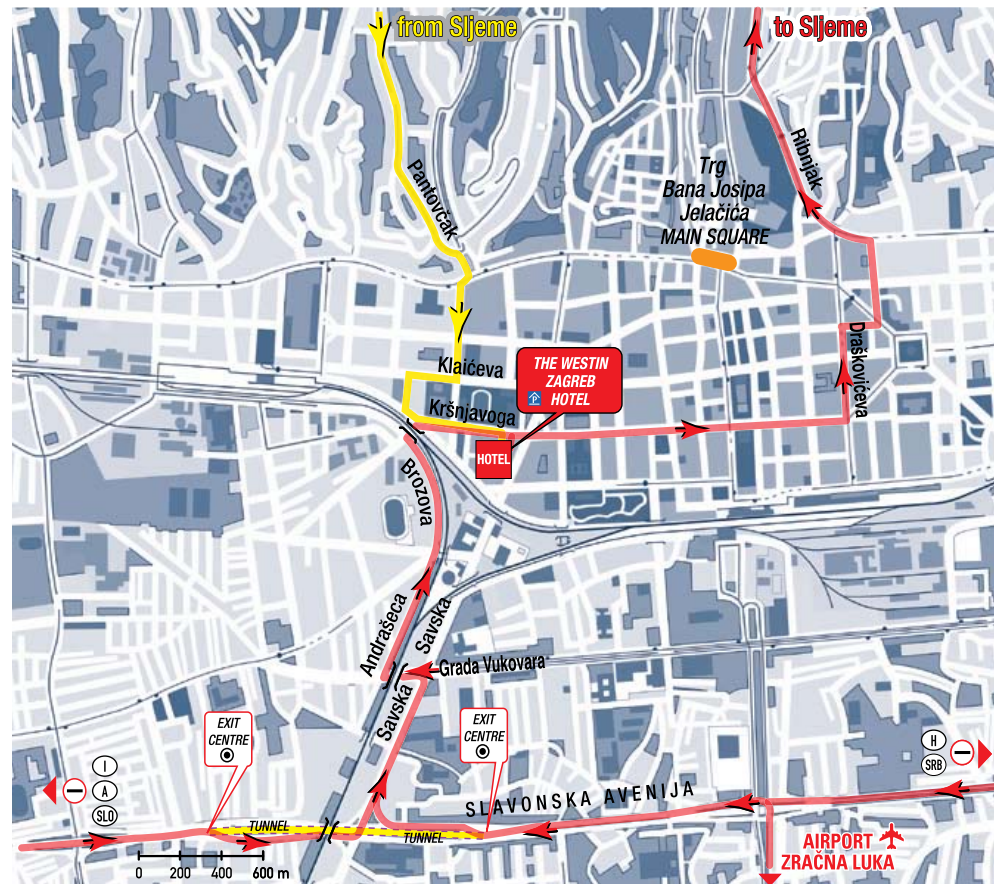 from Sljeme
to Sljeme
Pantovčak
Ribnjak
Trg
Bana Josipa
Jelačića
MAIN SQUARE
Klaićeva
THE WESTIN
ZAGREB
P HOTEL
Draškovićeva
Kršnjavoga
HOTEL
Brozova
Andrašeca
Savska
Grada Vukovara
Savska
EXIT
CENTRE
EXIT
CENTRE
I
A
SLO
H
SRB
SLAVONSKA AVENIJA
TUNNEL
TUNNEL
AIRPORT
ZRAČNA LUKA
0 200 400 600 m